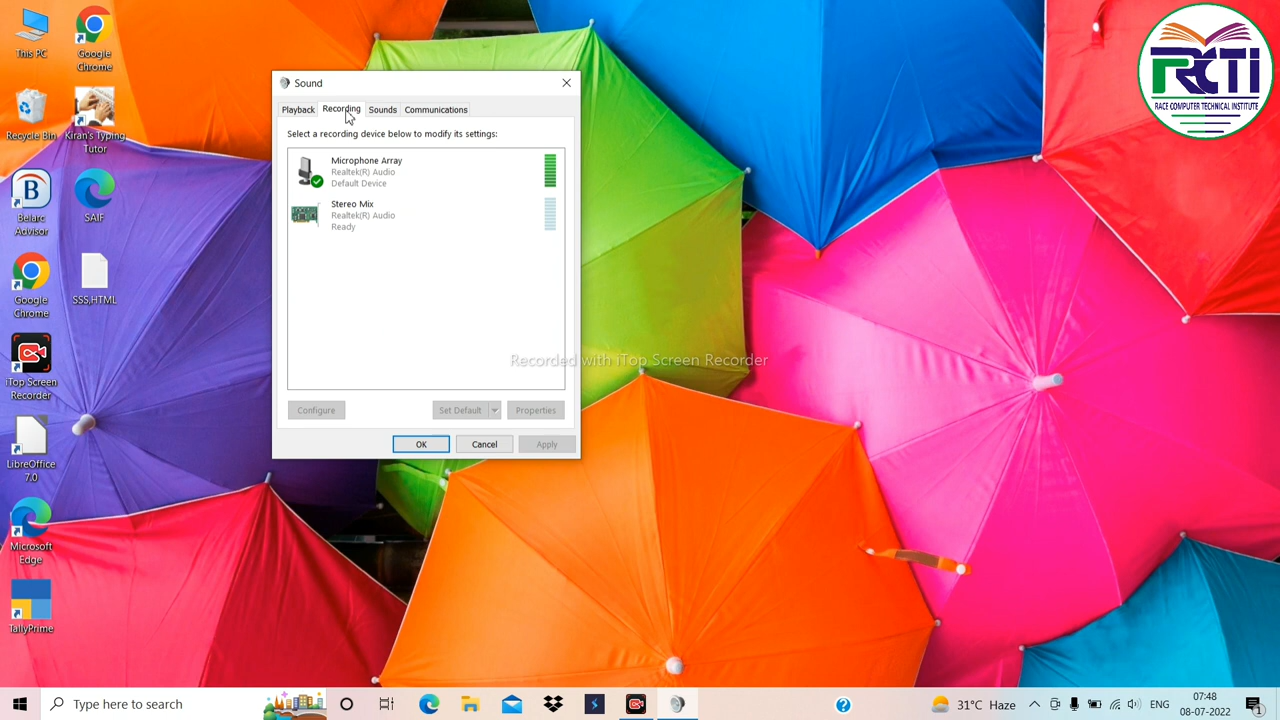 This PC
Google
Chrome
Recycle Bin
Kiran's Typing
Tutor
Belarc
Advisor
SAIF
Google
Chrome
SSS.HTML
iTop Screen
Recorder
LibreOffice
7.0
Microsoft
Edge
TallyPrime
Sound
Playback
Recording
Sounds
Communications
Select a recording device below to modify its settings:
Microphone Array
Realtek(R) Audio
Default Device
Stereo Mix
Realtek(R) Audio
Ready
Configure
Set Default
Properties
OK
Cancel
Apply
Recorded with iTop Screen Recorder
RCTI
RACE COMPUTER TECHNICAL INSTITUTE
Type here to search
31°C Haze
ENG
07:48
08-07-2022
1